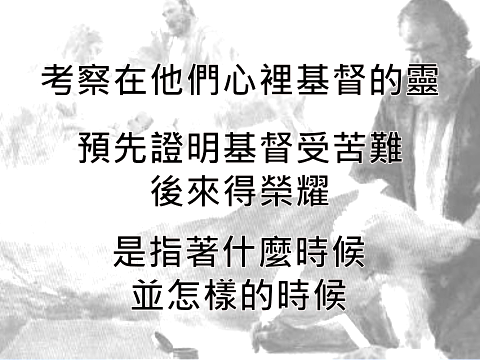 考察在他們心裡基督的靈
預先證明基督受苦難
後來得榮耀
是指著什麼時候
並怎樣的時候